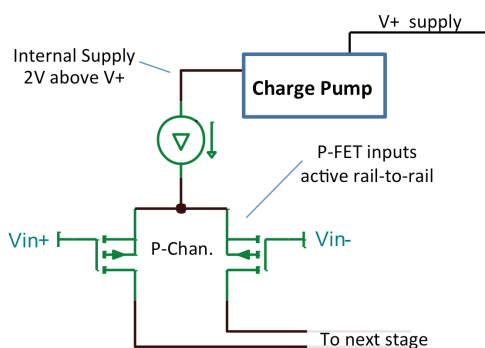 V+ supply
Internal Supply
2V above V+
Charge Pump
P-FET inputs
active rail-to-rail
Vin+
P-Chan.
Vin-
To next stage